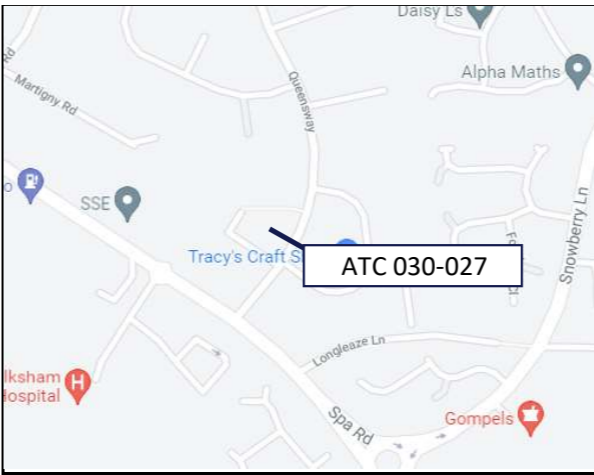 Daisy Ls
Alpha Maths
Rd
Martigny Rd
Queensway
o
SSE
Snowberry Ln
Tracy's Craft S
ATC 030-027
Longleaze Ln
lksham
Hospital
H
Gompels
Spa Rd